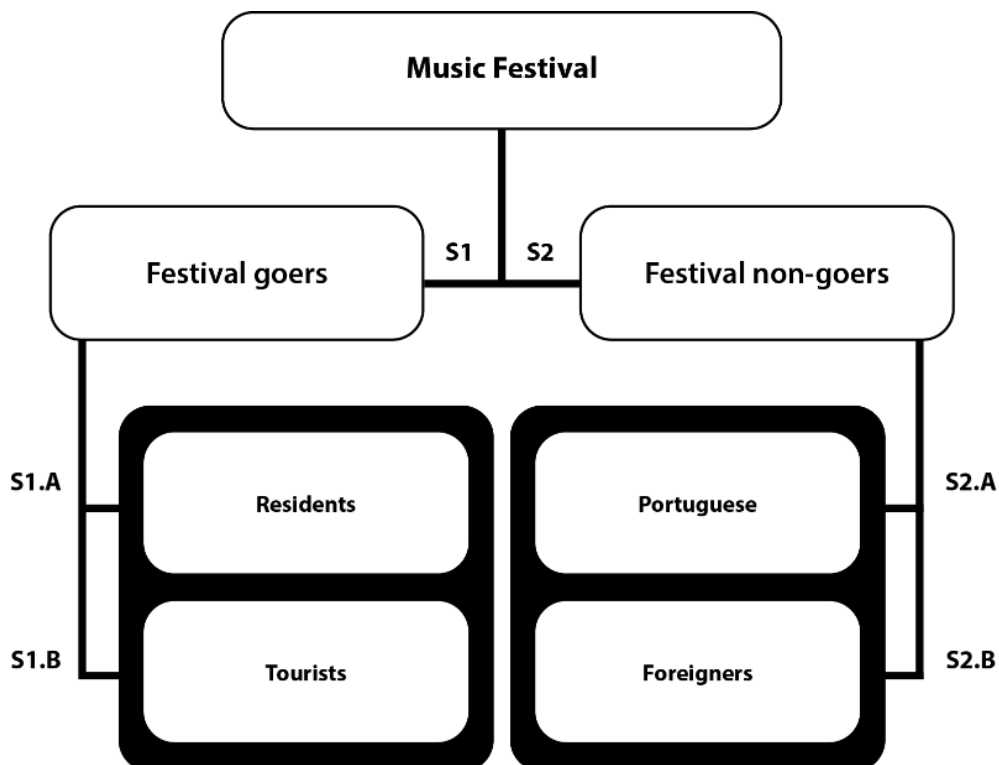 Music Festival
S1
S2
Festival goers
Festival non-goers
S1.A
Residents
Portuguese
S2.A
S1.B
Tourists
Foreigners
S2.B